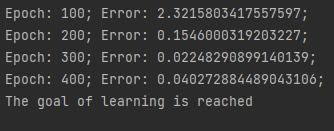 Epoch: 100; Error: 2.3215803417557597;
Epoch: 200; Error: 0.1546000319203227;
Epoch: 300; Error: 0.02248290899140139;
Epoch: 400; Error: 0.040272884489043106;
The goal of learning is reached